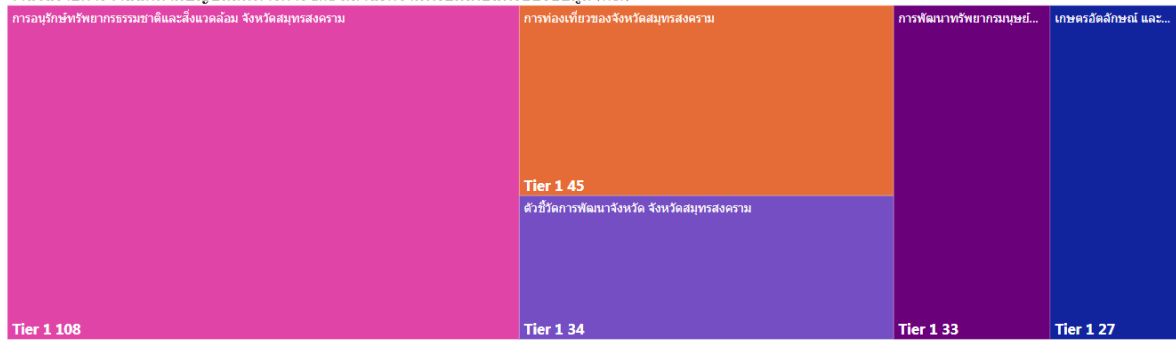 การอนุรักษ์ทรัพยากรธรรมชาติและสิ่งแวดล้อม จังหวัดสมุทรสงคราม
Tier 1 108
การท่องเที่ยวของจังหวัดสมุทรสงคราม
Tier 1 45
ตัวชี้วัดการพัฒนาจังหวัด จังหวัดสมุทรสงคราม
Tier 1 34
การพัฒนาทรัพยากรมนุษย์...
Tier 1 33
เกษตรอัตลักษณ์ และ...
Tier 1 27